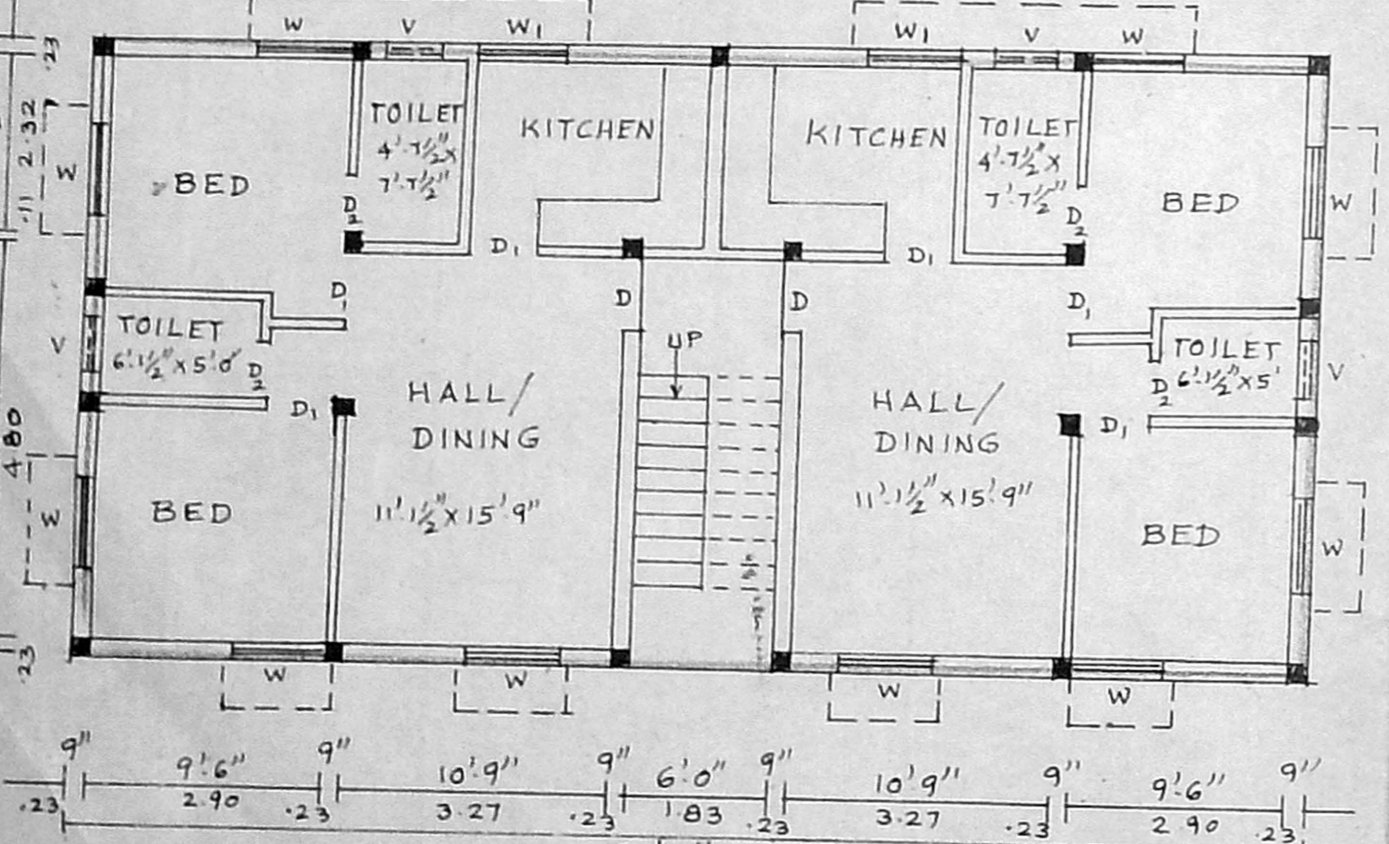 W V W1 W1 V W
.23
.11 2.32
W
BED
TOILET
4'.7½" x
7'.7½"
KITCHEN
KITCHEN
TOILET
4'.7½" x
7'.7½"
BED
W
D2 D1 D1 D2
D1 D D D1
V
TOILET
6'.1½" x 5'.0"
D2
D1
UP
HALL/
DINING
11'.1½" x 15'.9"
HALL/
DINING
11'.1½" x 15'.9"
TOILET
6'.1½" x 5'
D2
D1
V
4.80
W
BED
BED
W
.23
W W W W
9" 9'.6" 9" 10'.9" 9" 6'.0" 9" 10'.9" 9" 9'.6" 9"
.23 2.90 .23 3.27 .23 1.83 .23 3.27 .23 2.90 .23